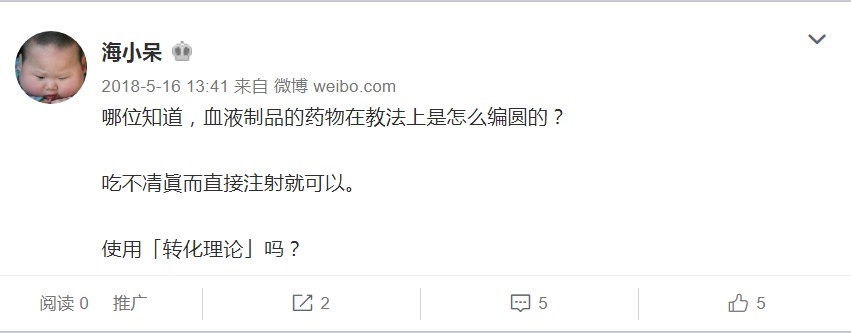 海小呆
2018-5-16 13:41 来自 微博 weibo.com
哪位知道，血液制品的药物在教法上是怎么编圆的？
吃不清眞而直接注射就可以。
使用「转化理论」吗？
阅读 0 推广 2 5 5